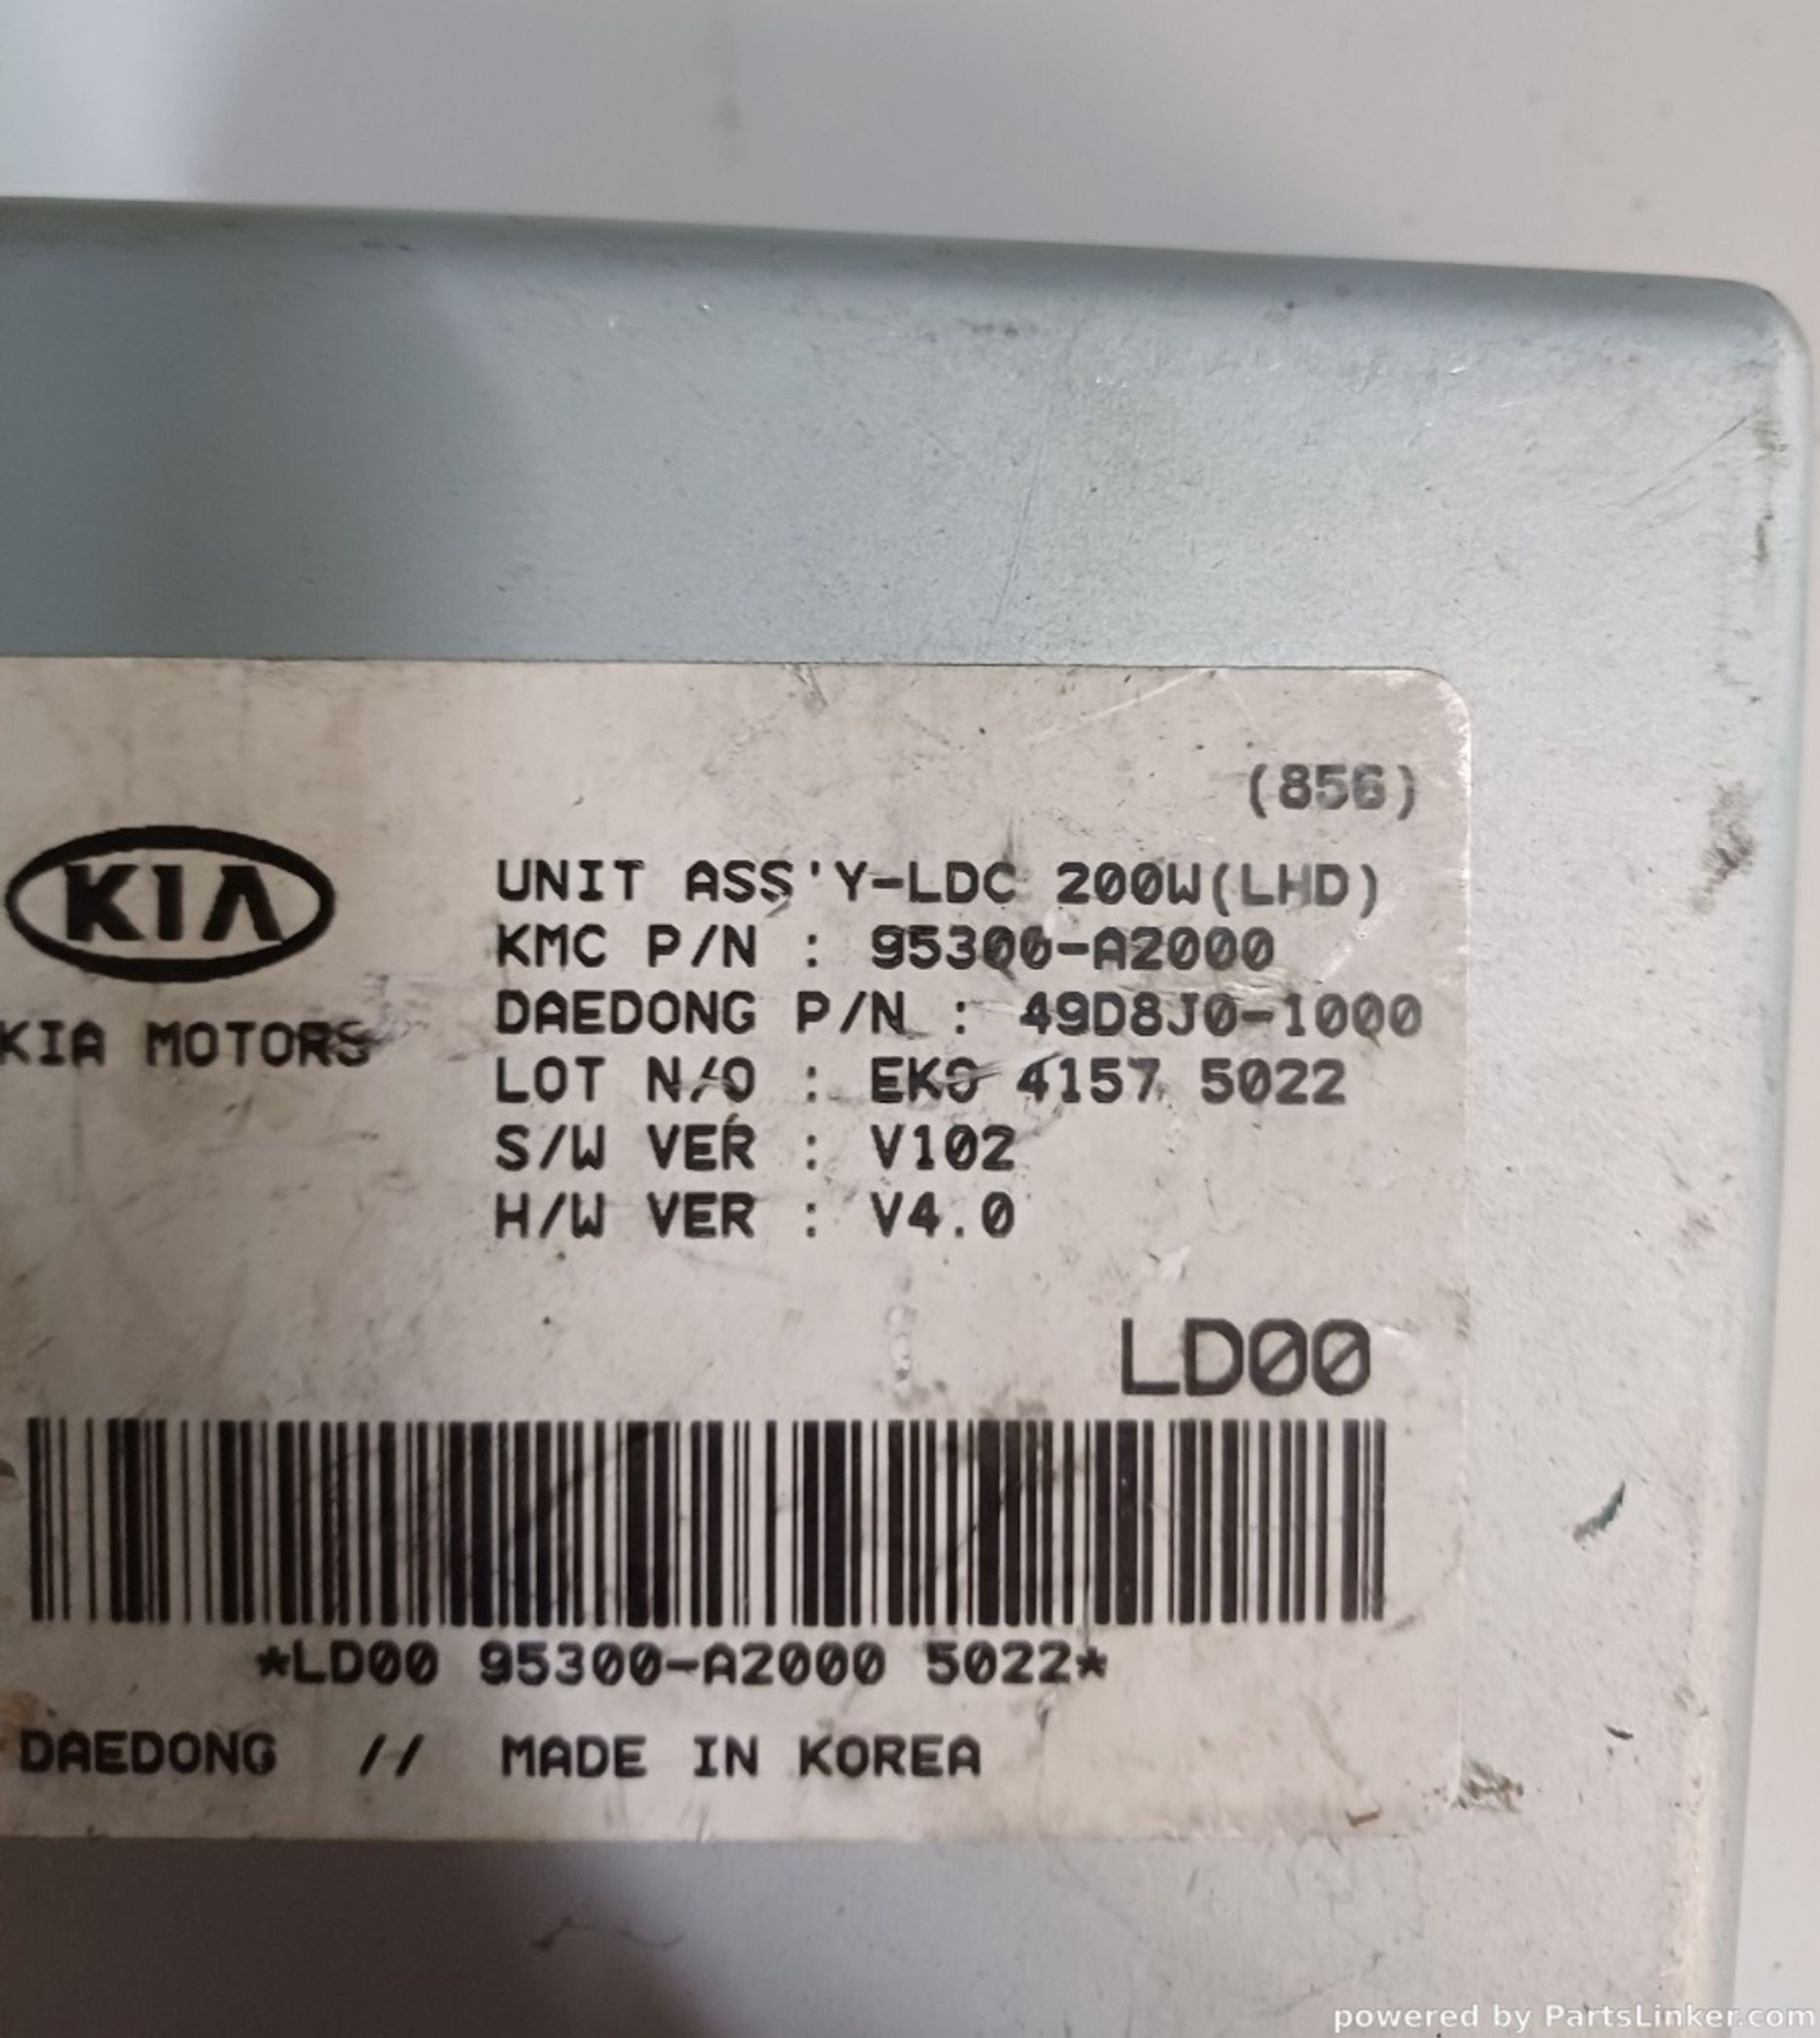 (856)
KIA
UNIT ASS'Y-LDC 200W(LHD)
KMC P/N : 95300-A2000
KIA MOTORS
DAEDONG P/N : 49D8J0-1000
LOT N/O : EKO 4157 5022
S/W VER : V102
H/W VER : V4.0
LD00
*LD00 95300-A2000 5022*
DAEDONG // MADE IN KOREA
powered by PartsLinker.com